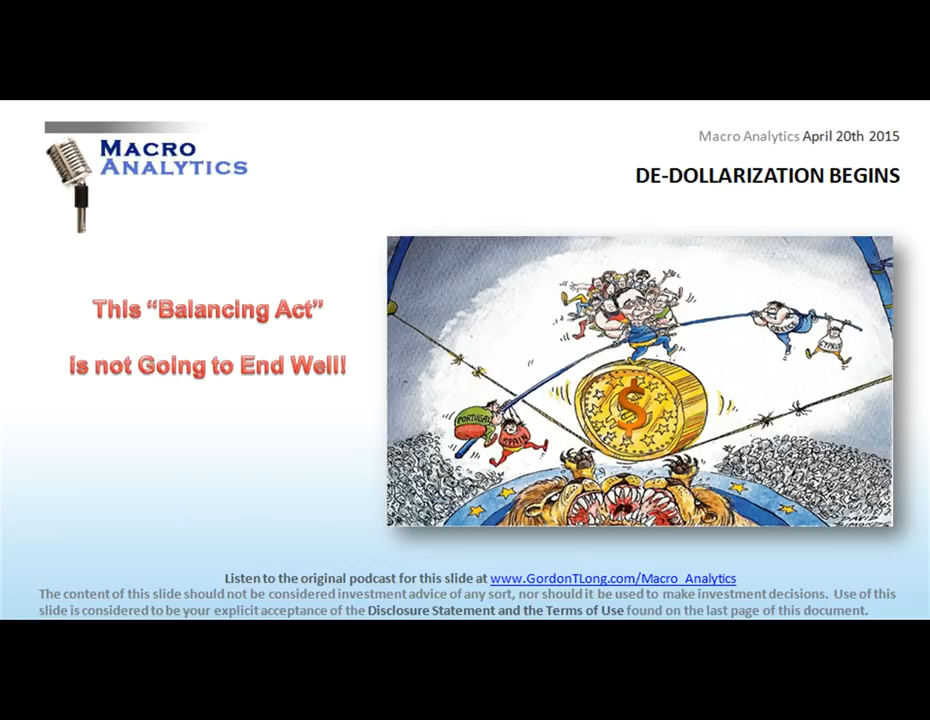 MACRO
ANALYTICS
Macro Analytics April 20th 2015
DE-DOLLARIZATION BEGINS
This “Balancing Act”
is not Going to End Well!
GREECE
CYPRUS
$
PORTUGAL
SPAIN
Listen to the original podcast for this slide at www.GordonTLong.com/Macro_Analytics
The content of this slide should not be considered investment advice of any sort, nor should it be used to make investment decisions. Use of this
slide is considered to be your explicit acceptance of the Disclosure Statement and the Terms of Use found on the last page of this document.